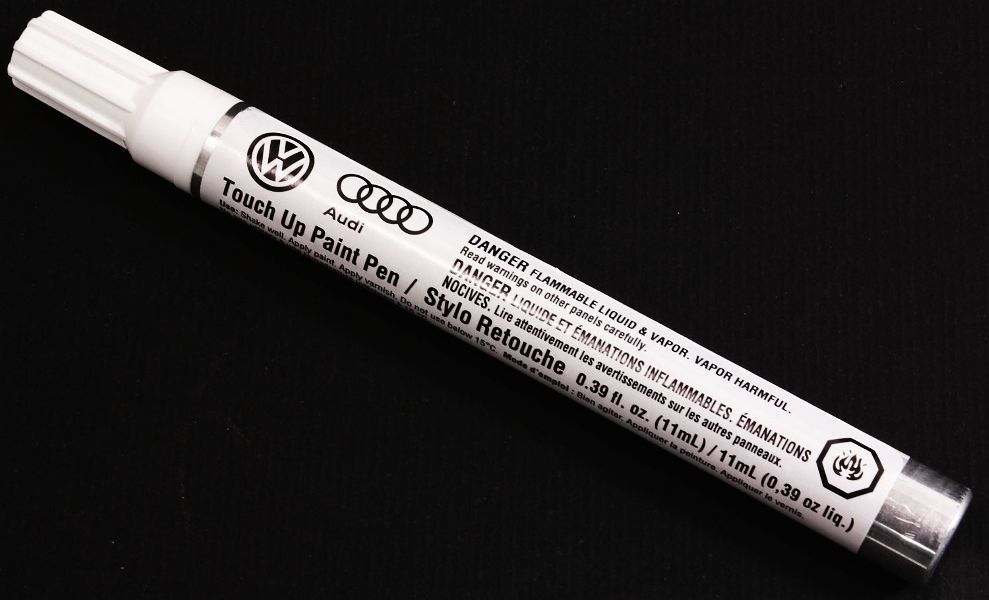 VW
Audi
Touch Up Paint Pen / Stylo Retouche 0.39 fl. oz. (11mL) / 11mL (0,39 oz liq.)
Use: Shake well. Apply paint. Apply varnish. Do not use below 15°C. Mode d'emploi : Bien agiter. Appliquer la peinture. Appliquer le vernis.
DANGER FLAMMABLE LIQUID & VAPOR. VAPOR HARMFUL.
Read warnings on other panels carefully.
DANGER LIQUIDE ET ÉMANATIONS INFLAMMABLES, ÉMANATIONS
NOCIVES, Lire attentivement les avertissements sur les autres panneaux.